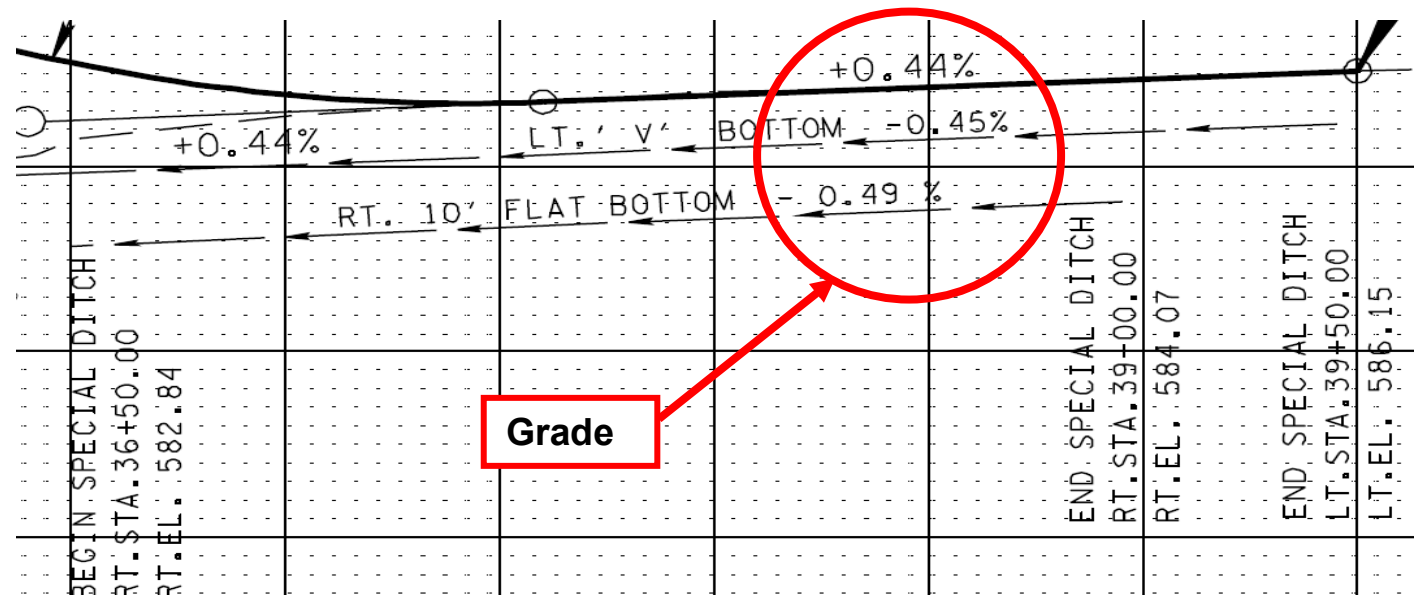 +0.44%
+0.44%
LT.' V' BOTTOM -0.45%
RT. 10' FLAT BOTTOM - 0.49 %
Grade
BEGIN SPECIAL DITCH
RT.STA.36+50.00
RT.EL. 582.84
END SPECIAL DITCH
RT.STA.39+00.00
RT.EL. 584.07
END SPECIAL DITCH
LT.STA.39+50.00
LT.EL. 586.15